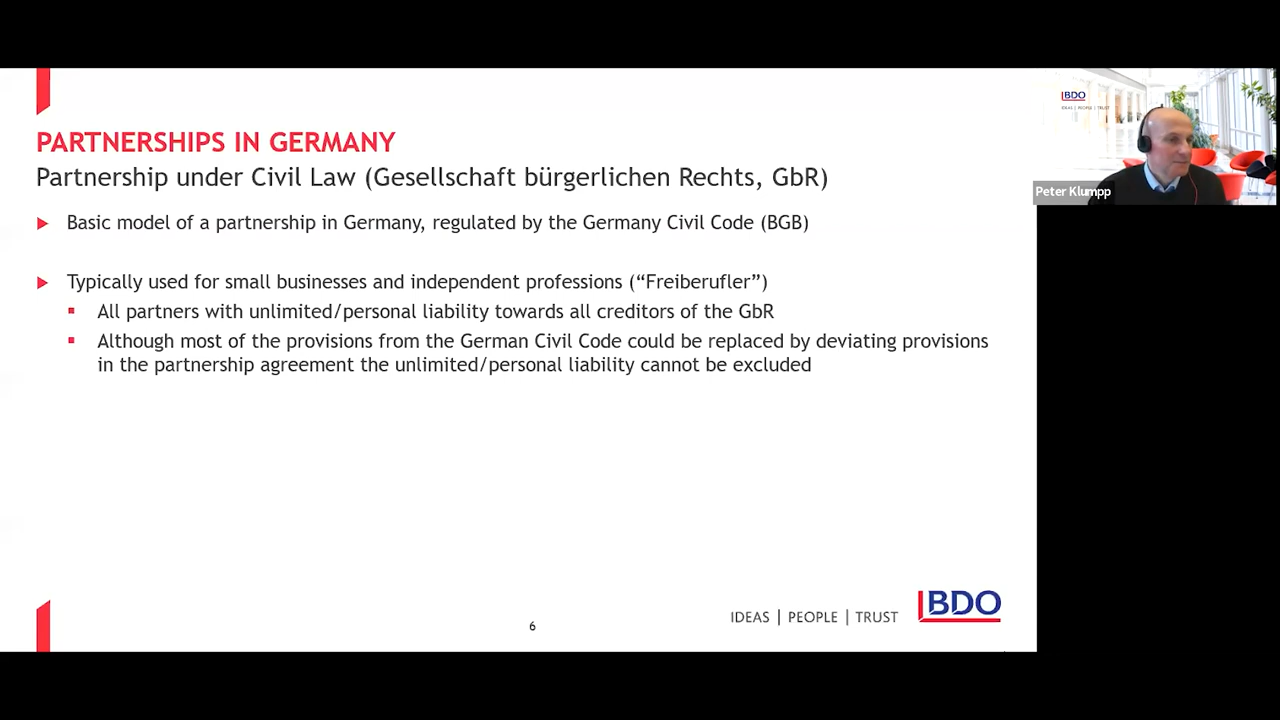 PARTNERSHIPS IN GERMANY
Partnership under Civil Law (Gesellschaft bürgerlichen Rechts, GbR)
Basic model of a partnership in Germany, regulated by the Germany Civil Code (BGB)
Typically used for small businesses and independent professions (“Freiberufler”)
All partners with unlimited/personal liability towards all creditors of the GbR
Although most of the provisions from the German Civil Code could be replaced by deviating provisions
in the partnership agreement the unlimited/personal liability cannot be excluded
IDEAS | PEOPLE | TRUST
BDO
6
BDO
IDEAS | PEOPLE | TRUST
Peter Klumpp